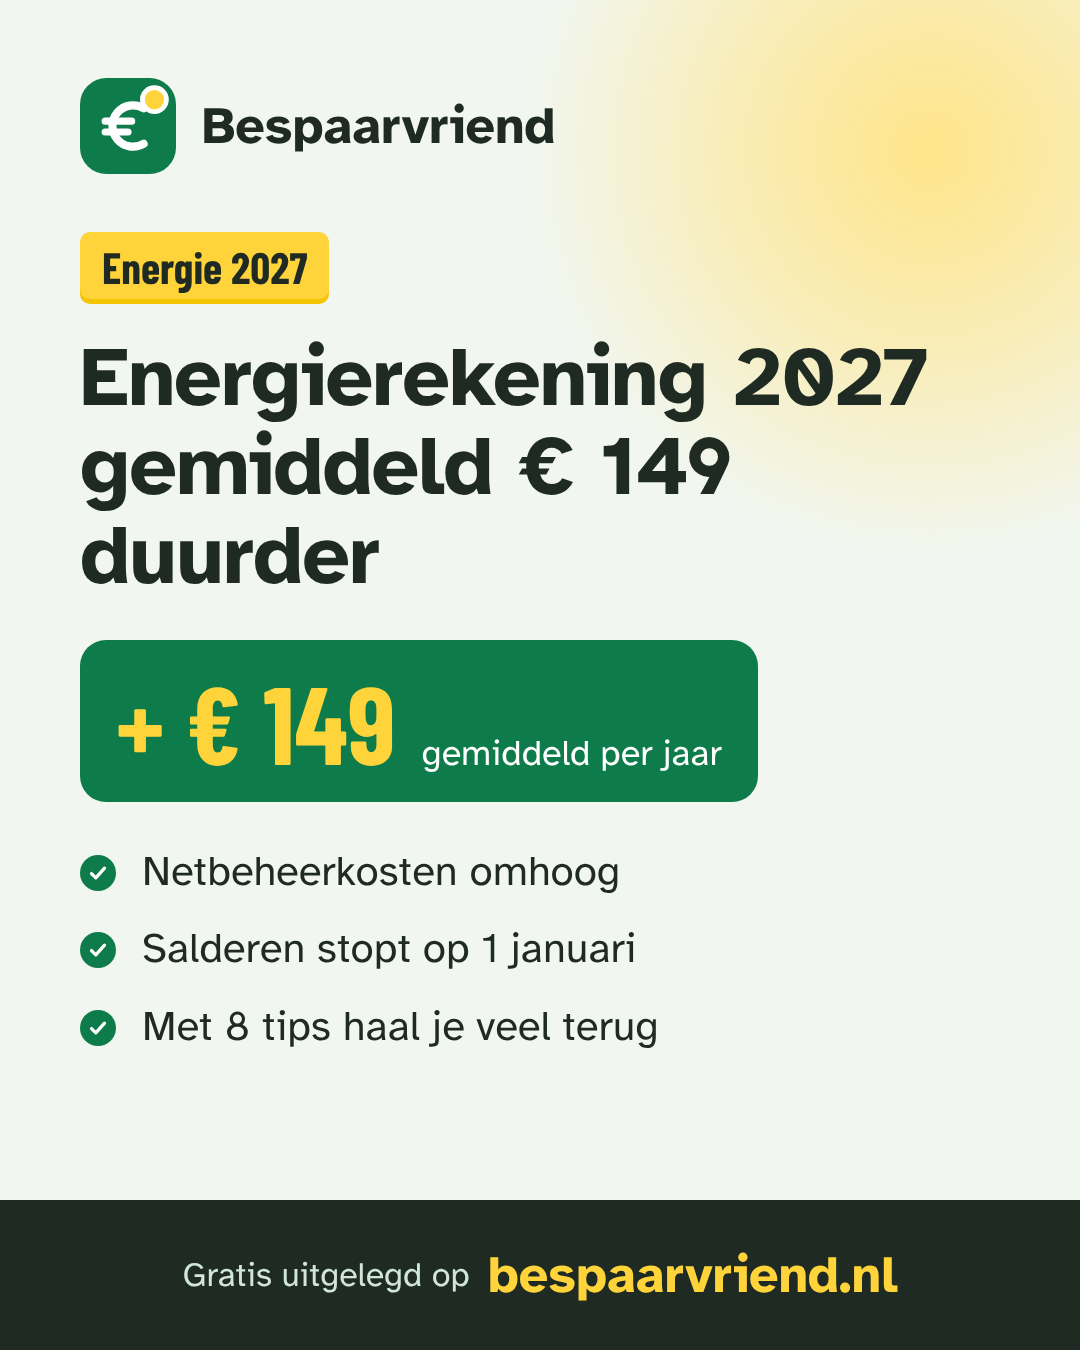 Bespaarvriend
Energie 2027
Energierekening 2027
gemiddeld € 149
duurder
+ € 149 gemiddeld per jaar
Netbeheerkosten omhoog
Salderen stopt op 1 januari
Met 8 tips haal je veel terug
Gratis uitgelegd op bespaarvriend.nl